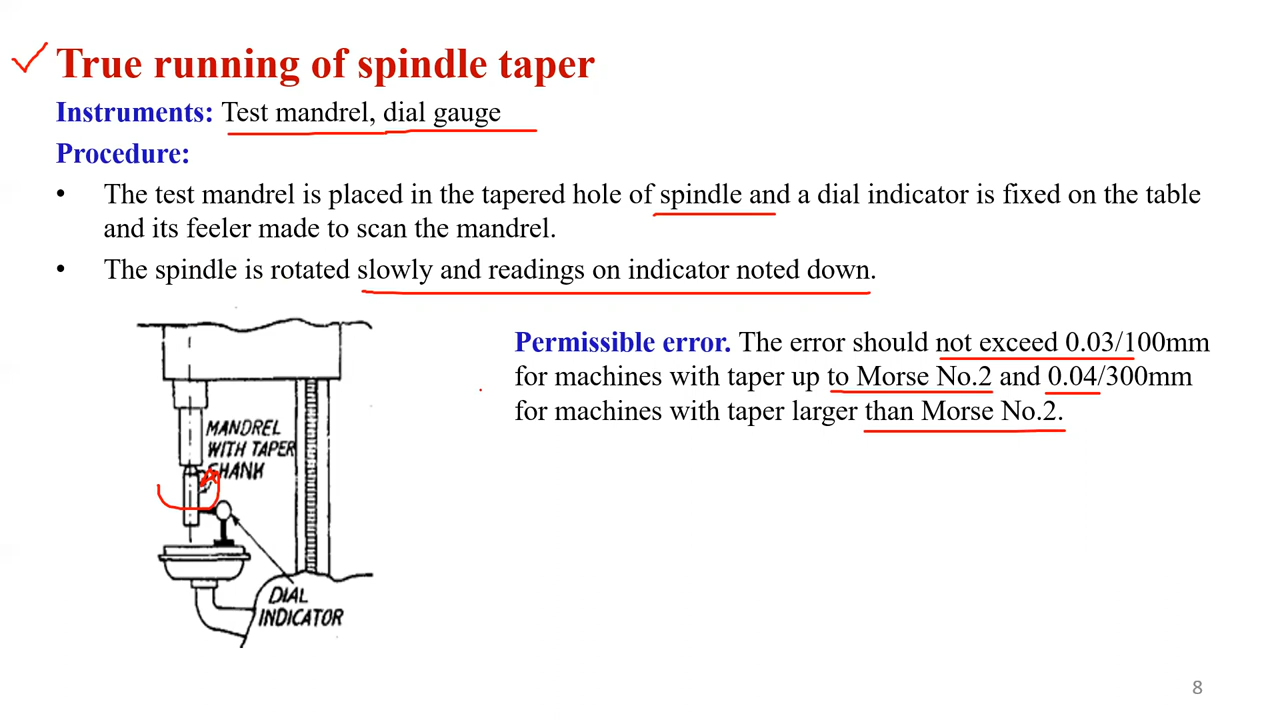 True running of spindle taper
Instruments: Test mandrel, dial gauge
Procedure:
• The test mandrel is placed in the tapered hole of spindle and a dial indicator is fixed on the table
and its feeler made to scan the mandrel.
• The spindle is rotated slowly and readings on indicator noted down.
Permissible error. The error should not exceed 0.03/100mm
for machines with taper up to Morse No.2 and 0.04/300mm
for machines with taper larger than Morse No.2.
MANDREL
WITH TAPER
SHANK
DIAL
INDICATOR
8